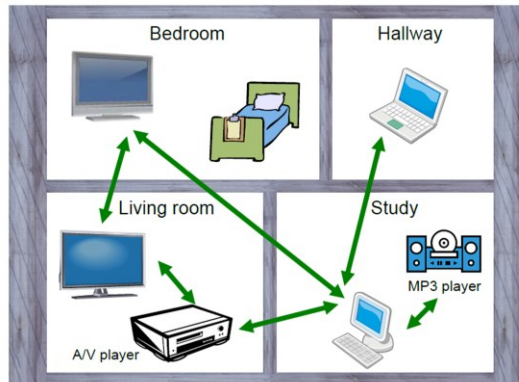 Bedroom
Hallway
Living room
Study
MP3 player
A/V player